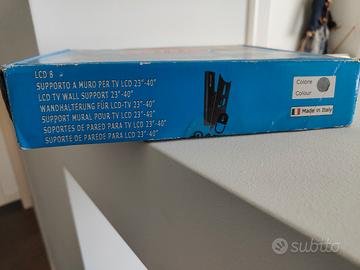 LCD 8
SUPPORTO A MURO PER TV LCD 23"-40"
LCD TV WALL SUPPORT 23"-40"
WANDHALTERUNG FÜR LCD-TV 23"-40"
SUPPORT MURAL POUR TV LCD 23"-40"
SOPORTES DE PARED PARA TV LCD 23"-40"
SUPORTE DE PAREDE PARA TV LCD 23"-40"
Colore
Colour
Made in Italy
subito